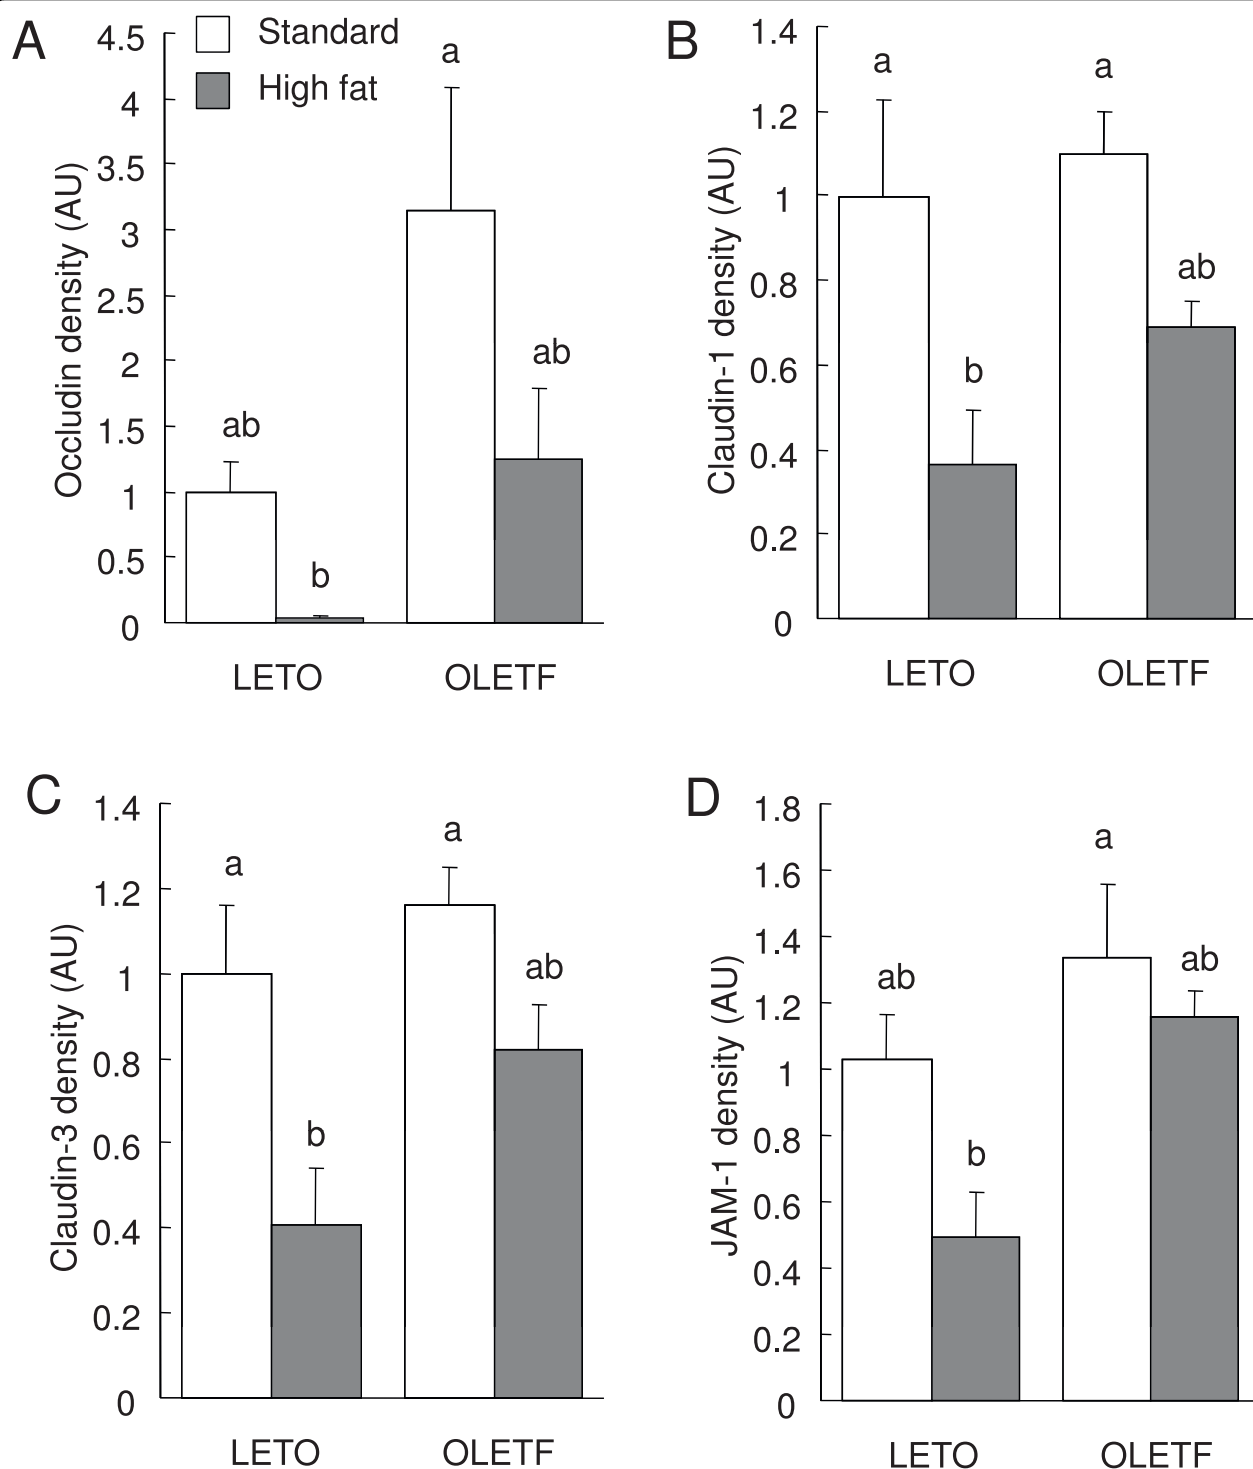 A
Standard
High fat
Occludin density (AU)
4.5
4
3.5
3
2.5
2
1.5
1
0.5
0
ab
b
a
ab
LETO
OLETF
B
Claudin-1 density (AU)
1.4
1.2
1
0.8
0.6
0.4
0.2
0
a
b
a
ab
LETO
OLETF
C
Claudin-3 density (AU)
1.4
1.2
1
0.8
0.6
0.4
0.2
0
a
b
a
ab
LETO
OLETF
D
JAM-1 density (AU)
1.8
1.6
1.4
1.2
1
0.8
0.6
0.4
0.2
0
ab
b
a
ab
LETO
OLETF